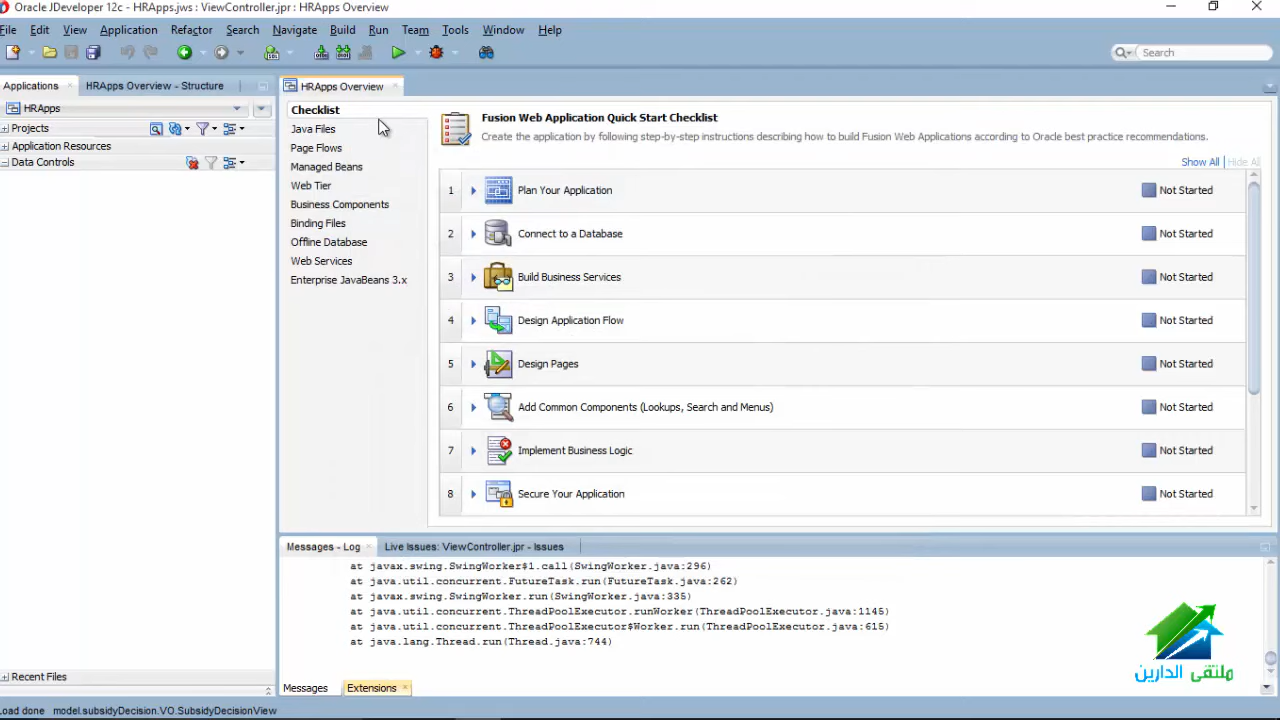 Oracle JDeveloper 12c - HRApps.jws : ViewController.jpr : HRApps Overview
File Edit View Application Refactor Search Navigate Build Run Team Tools Window Help
Search
Applications HRApps Overview - Structure HRApps Overview
HRApps
Projects
Application Resources
Data Controls
Recent Files
Checklist
Java Files
Page Flows
Managed Beans
Web Tier
Business Components
Binding Files
Offline Database
Web Services
Enterprise JavaBeans 3.x
Fusion Web Application Quick Start Checklist
Create the application by following step-by-step instructions describing how to build Fusion Web Applications according to Oracle best practice recommendations.
Show All Hide All
1 Plan Your Application Not Started
2 Connect to a Database Not Started
3 Build Business Services Not Started
4 Design Application Flow Not Started
5 Design Pages Not Started
6 Add Common Components (Lookups, Search and Menus) Not Started
7 Implement Business Logic Not Started
8 Secure Your Application Not Started
Messages - Log Live Issues: ViewController.jpr - Issues
at javax.swing.SwingWorker$1.call(SwingWorker.java:296)
at java.util.concurrent.FutureTask.run(FutureTask.java:262)
at javax.swing.SwingWorker.run(SwingWorker.java:335)
at java.util.concurrent.ThreadPoolExecutor.runWorker(ThreadPoolExecutor.java:1145)
at java.util.concurrent.ThreadPoolExecutor$Worker.run(ThreadPoolExecutor.java:615)
at java.lang.Thread.run(Thread.java:744)
ملتقى الدارين
Messages Extensions
Load done model.subsidyDecision.VO.SubsidyDecisionView